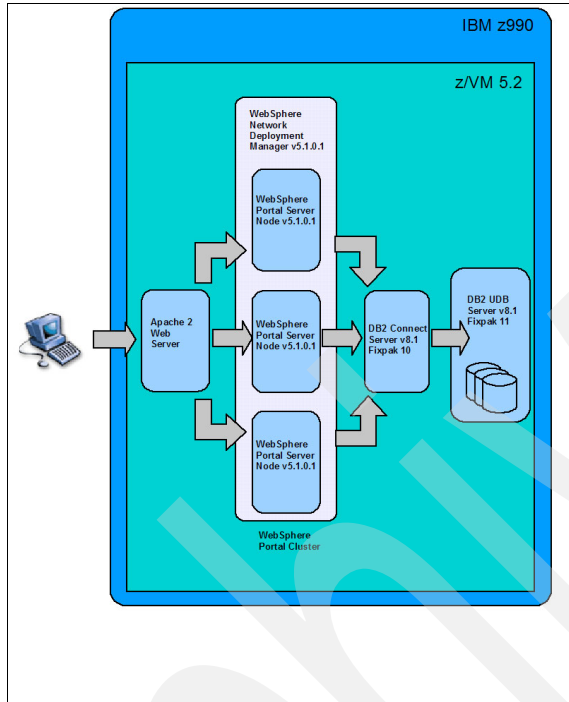 IBM z990
z/VM 5.2
WebSphere
Network
Deployment
Manager v5.1.0.1
WebSphere
Portal Server
Node v5.1.0.1
Apache 2
Web
Server
WebSphere
Portal Server
Node v5.1.0.1
WebSphere
Portal Server
Node v5.1.0.1
WebSphere
Portal Cluster
DB2 Connect
Server v8.1
Fixpak 10
DB2 UDB
Server v8.1
Fixpak 11